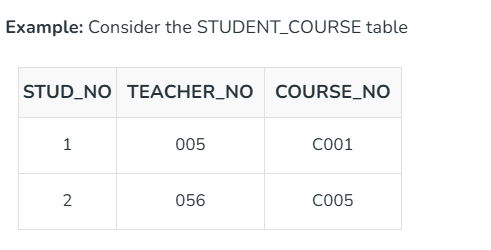 Example: Consider the STUDENT_COURSE table
STUD_NO TEACHER_NO COURSE_NO
1 005 C001
2 056 C005